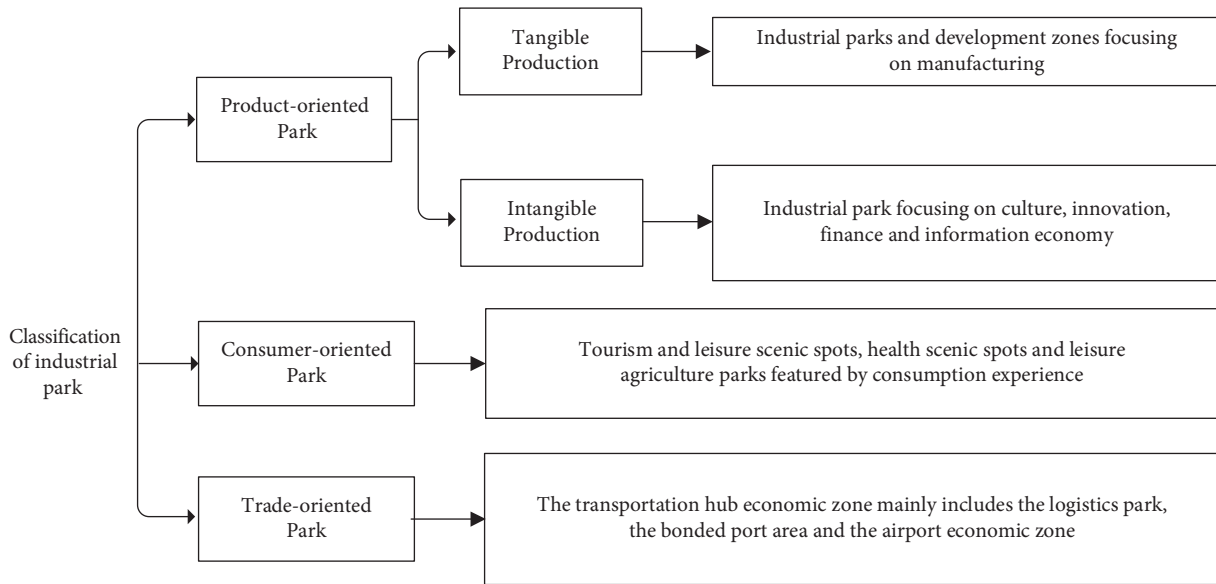 Classification
of industrial
park
Product-oriented
Park
Tangible
Production
Industrial parks and development zones focusing
on manufacturing
Intangible
Production
Industrial park focusing on culture, innovation,
finance and information economy
Consumer-oriented
Park
Tourism and leisure scenic spots, health scenic spots and leisure
agriculture parks featured by consumption experience
Trade-oriented
Park
The transportation hub economic zone mainly includes the logistics park,
the bonded port area and the airport economic zone